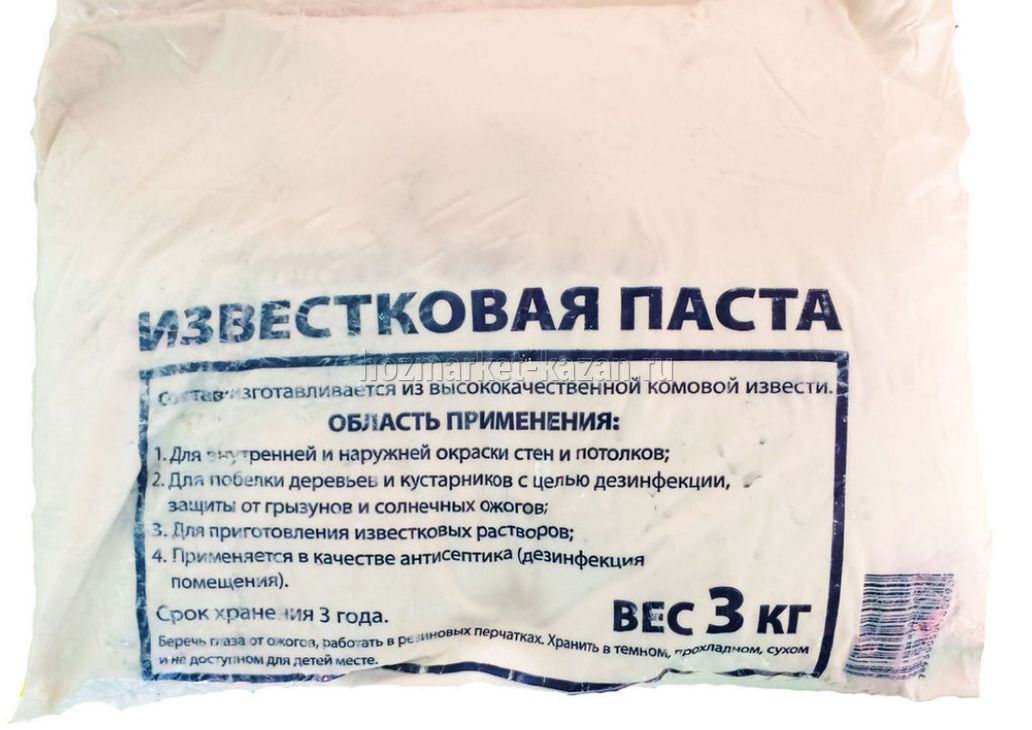 ИЗВЕСТКОВАЯ ПАСТА
hozmarket-kazan.ru
Состав изготавливается из высококачественной комовой извести.
ОБЛАСТЬ ПРИМЕНЕНИЯ:
1. Для внутренней и наружней окраски стен и потолков;
2. Для побелки деревьев и кустарников с целью дезинфекции,
защиты от грызунов и солнечных ожогов;
3. Для приготовления известковых растворов;
4. Применяется в качестве антисептика (дезинфекция
помещения).
Срок хранения 3 года.
ВЕС 3 КГ
Беречь глаза от ожогов, работать в резиновых перчатках. Хранить в темном, прохладном, сухом
и не доступном для детей месте.